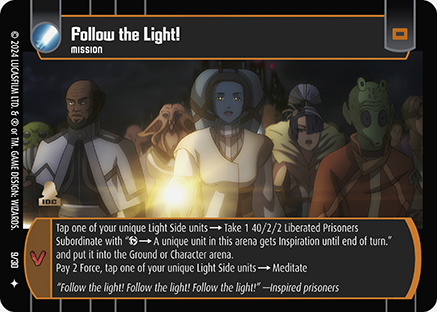 Follow the Light!
MISSION
© 2024 LUCASFILM LTD. & ® or TM. GAME DESIGN: WIZARDS.
IDC
Tap one of your unique Light Side units → Take 1 40/2/2 Liberated Prisoners
Subordinate with “ → A unique unit in this arena gets Inspiration until end of turn.”
and put it into the Ground or Character arena.
Pay 2 Force, tap one of your unique Light Side units → Meditate
“Follow the light! Follow the light! Follow the light!” —Inspired prisoners
V
9/30